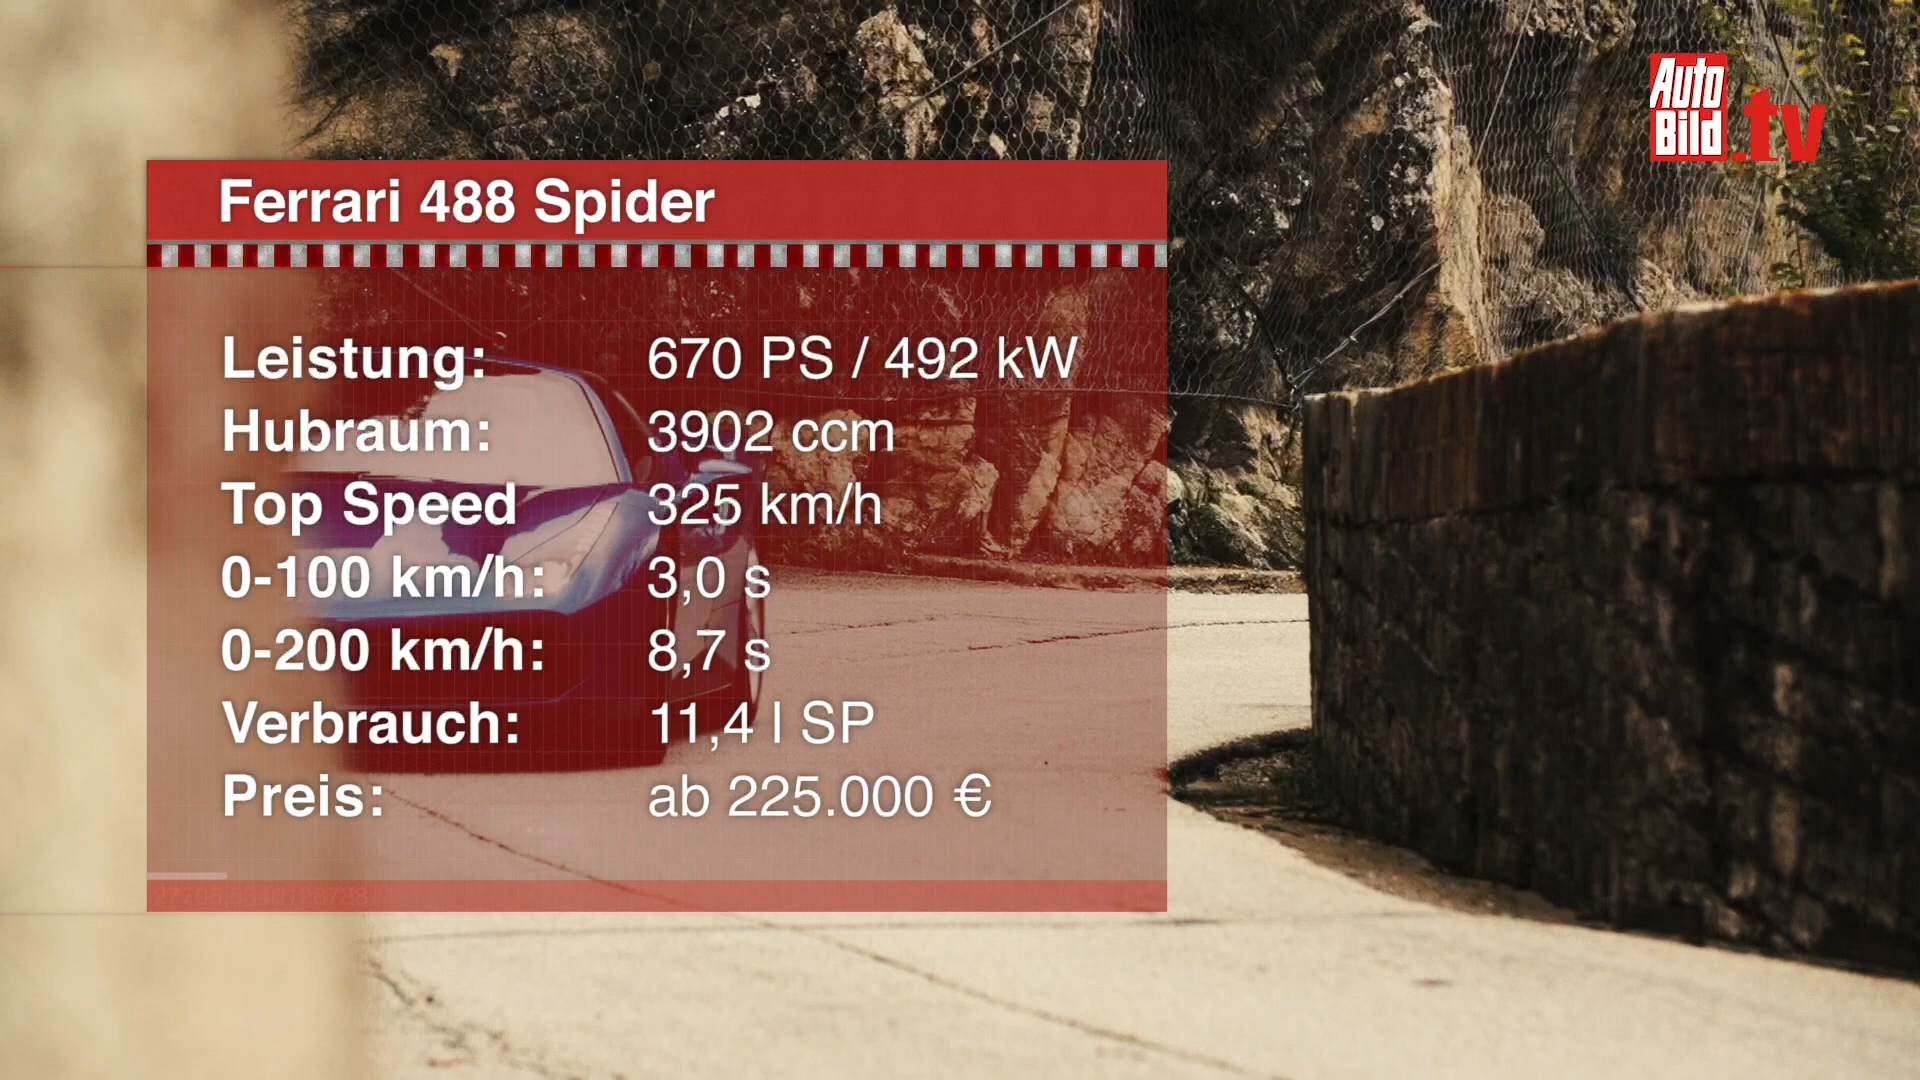 Auto
Bild
.tv
Ferrari 488 Spider
Leistung: 670 PS / 492 kW
Hubraum: 3902 ccm
Top Speed 325 km/h
0-100 km/h: 3,0 s
0-200 km/h: 8,7 s
Verbrauch: 11,4 l SP
Preis: ab 225.000 €